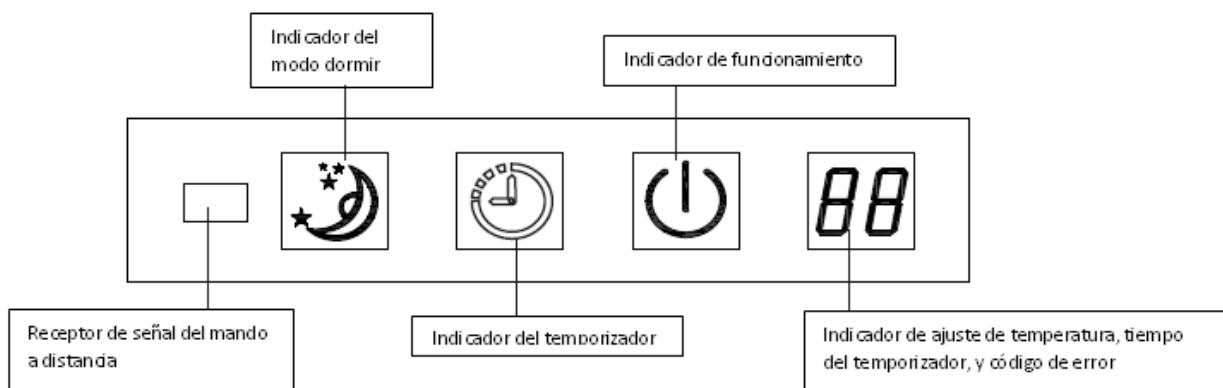 Indicador del
modo dormir
Indicador de funcionamiento
88
Receptor de señal del mando
a distancia
Indicador del temporizador
Indicador de ajuste de temperatura, tiempo
del temporizador, y código de error